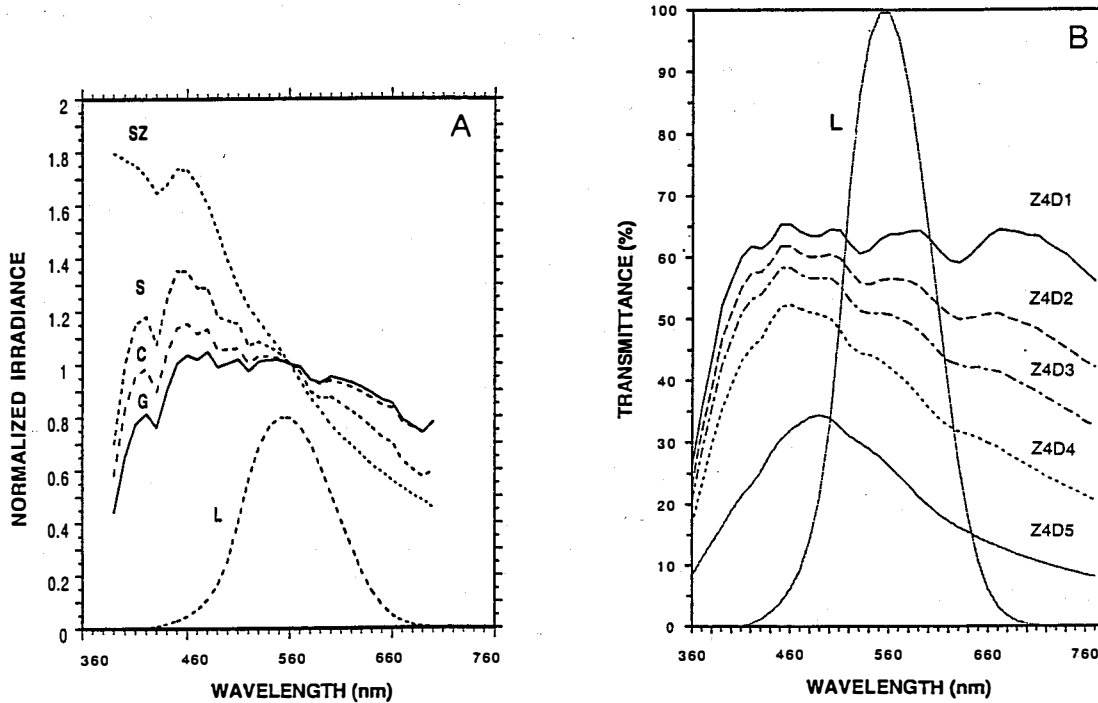 A
NORMALIZED IRRADIANCE
2
1.8
1.6
1.4
1.2
1
0.8
0.6
0.4
0.2
0
SZ
S
C
G
L
360 460 560 660 760
WAVELENGTH (nm)
B
TRANSMITTANCE (%)
100
90
80
70
60
50
40
30
20
10
0
L
Z4D1
Z4D2
Z4D3
Z4D4
Z4D5
360 460 560 660 760
WAVELENGTH (nm)